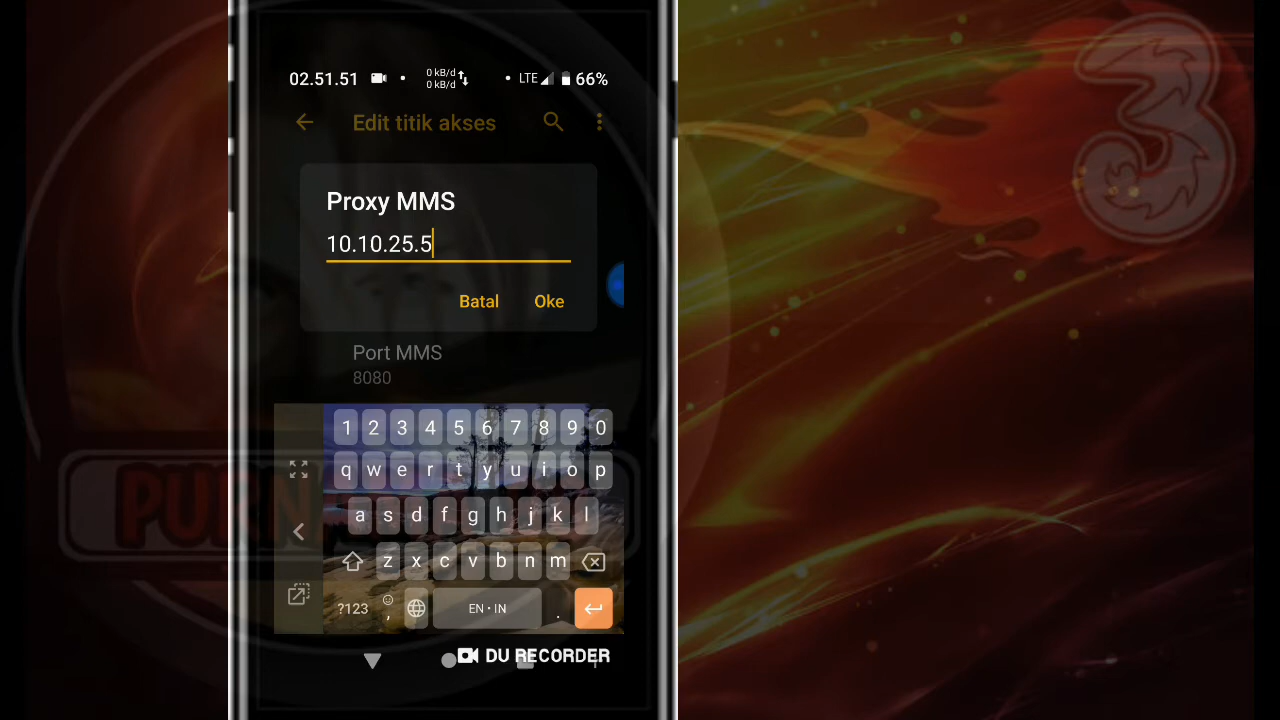 02.51.51
0 kB/d
0 kB/d
LTE
66%
Edit titik akses
Proxy MMS
10.10.25.5
Batal Oke
Port MMS
8080
1 2 3 4 5 6 7 8 9 0
q w e r t y u i o p
a s d f g h j k l
z x c v b n m
?123 , EN • IN .
DU RECORDER
3